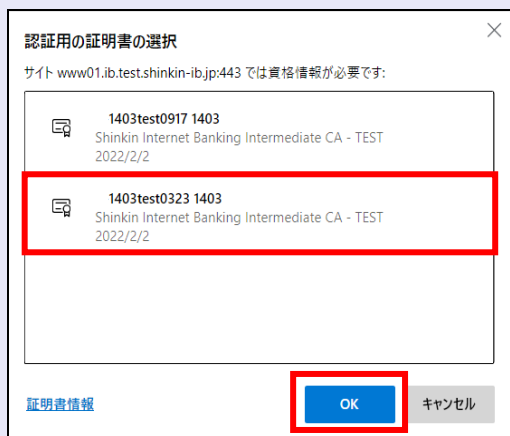 認証用の証明書の選択
サイト www01.ib.test.shinkin-ib.jp:443 では資格情報が必要です:
1403test0917 1403
Shinkin Internet Banking Intermediate CA - TEST
2022/2/2
1403test0323 1403
Shinkin Internet Banking Intermediate CA - TEST
2022/2/2
証明書情報
OK
キャンセル